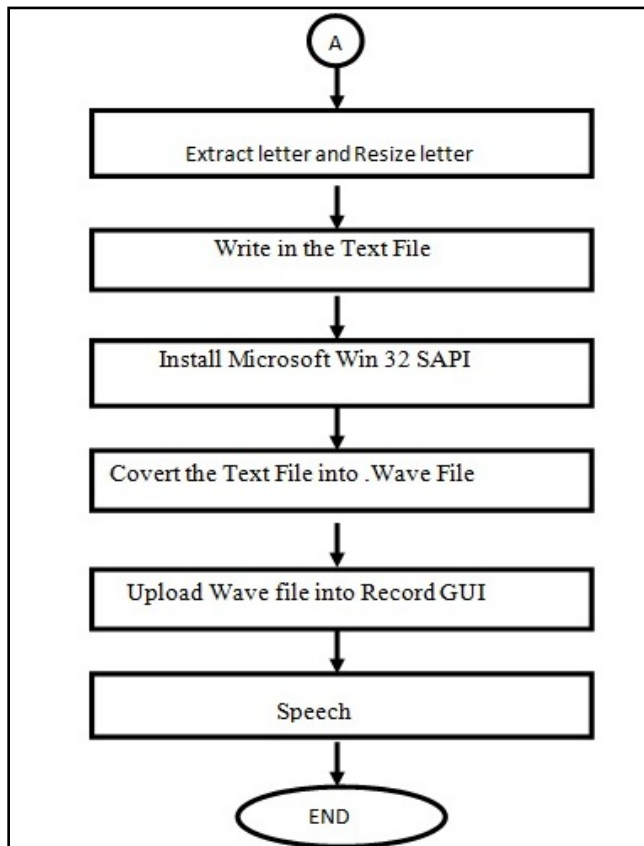 A
Extract letter and Resize letter
Write in the Text File
Install Microsoft Win 32 SAPI
Covert the Text File into .Wave File
Upload Wave file into Record GUI
Speech
END